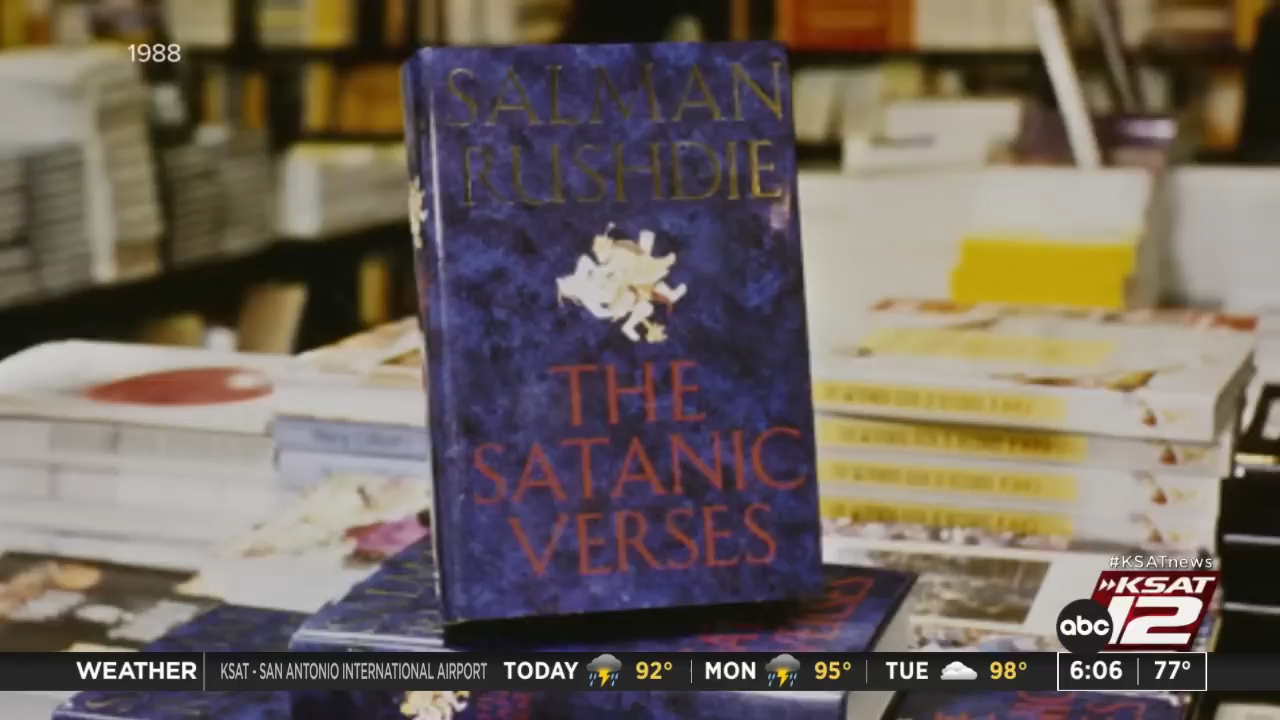 1988
SALMAN
RUSHDIE
THE
SATANIC
VERSES
#KSATnews
KSAT
abc 12
WEATHER KSAT - SAN ANTONIO INTERNATIONAL AIRPORT TODAY 92° MON 95° TUE 98° 6:06 77°